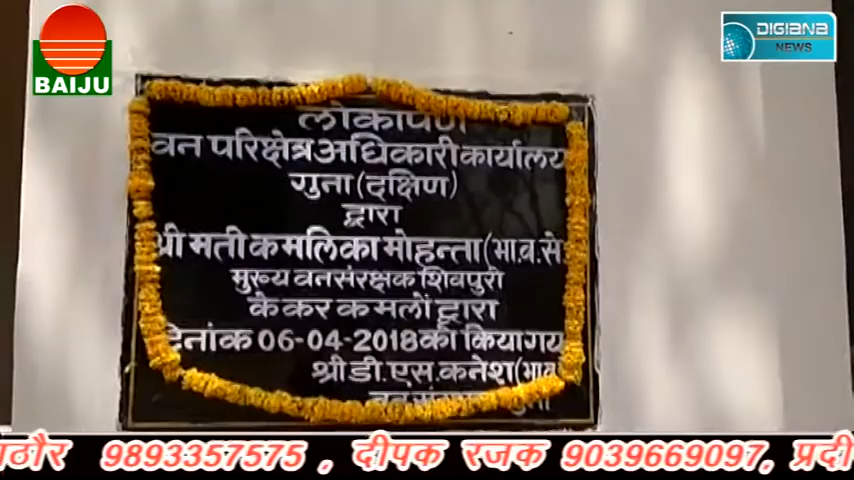 BAIJU
DIGIANA
NEWS
लोकार्पण
वन परिक्षेत्र अधिकारी कार्यालय
गुना (दक्षिण)
द्वारा
श्री मती कमलिका मोहन्ता (भा.व.से.
मुख्य वनसंरक्षक शिवपुरी
के कर कमलों द्वारा
दिनांक 06-04-2018 को किया गया
श्री डी.एस. कनेश (भा.व.
9893357575 , दीपक रजक 9039669097,